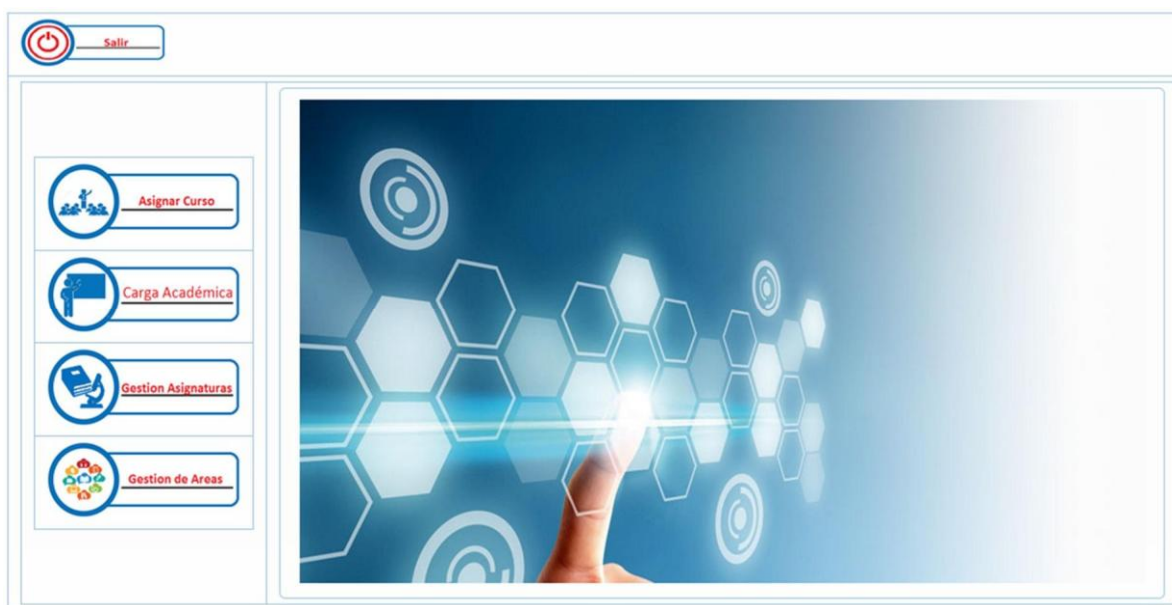 Salir
Asignar Curso
Carga Académica
Gestion Asignaturas
Gestion de Areas